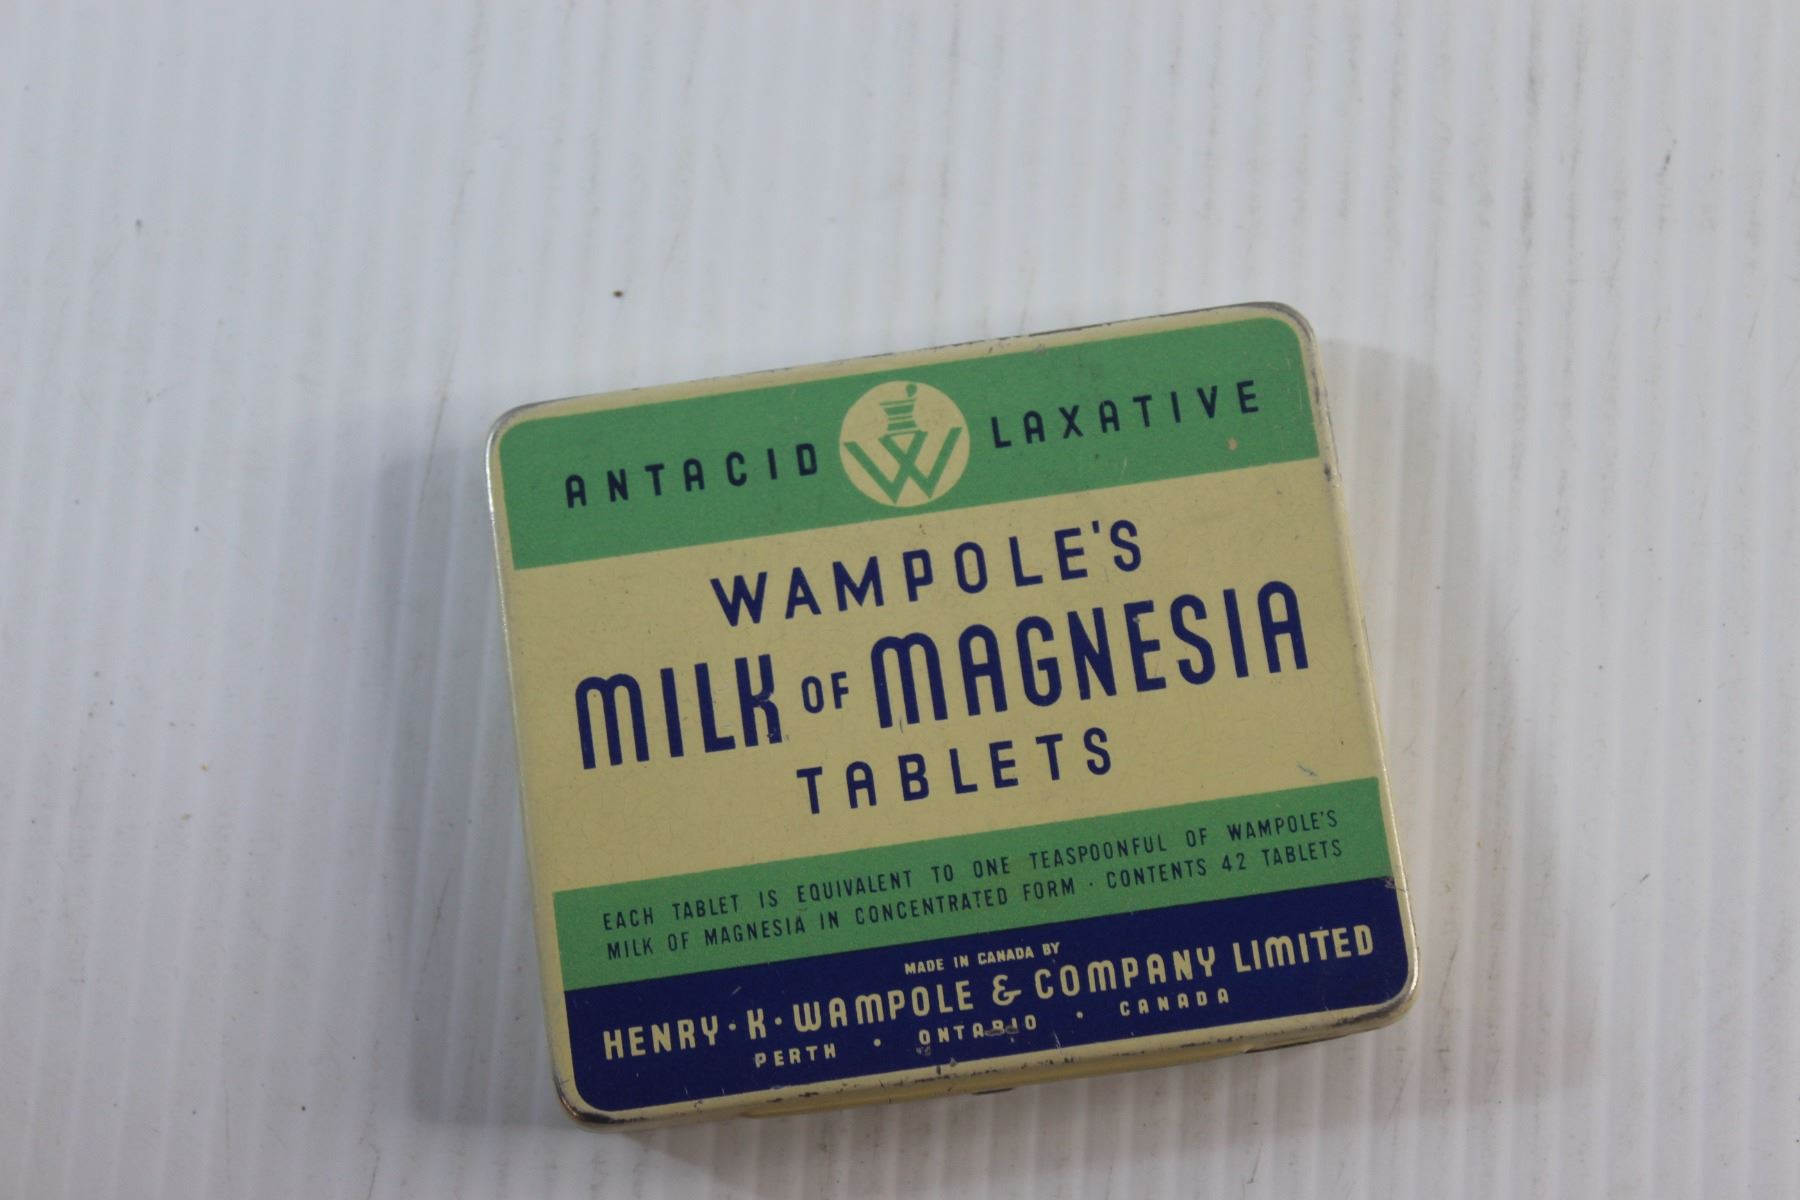 ANTACID W LAXATIVE
WAMPOLE'S
MILK OF MAGNESIA
TABLETS
EACH TABLET IS EQUIVALENT TO ONE TEASPOONFUL OF WAMPOLE'S
MILK OF MAGNESIA IN CONCENTRATED FORM · CONTENTS 42 TABLETS
MADE IN CANADA BY
HENRY · K · WAMPOLE & COMPANY LIMITED
PERTH · ONTARIO · CANADA